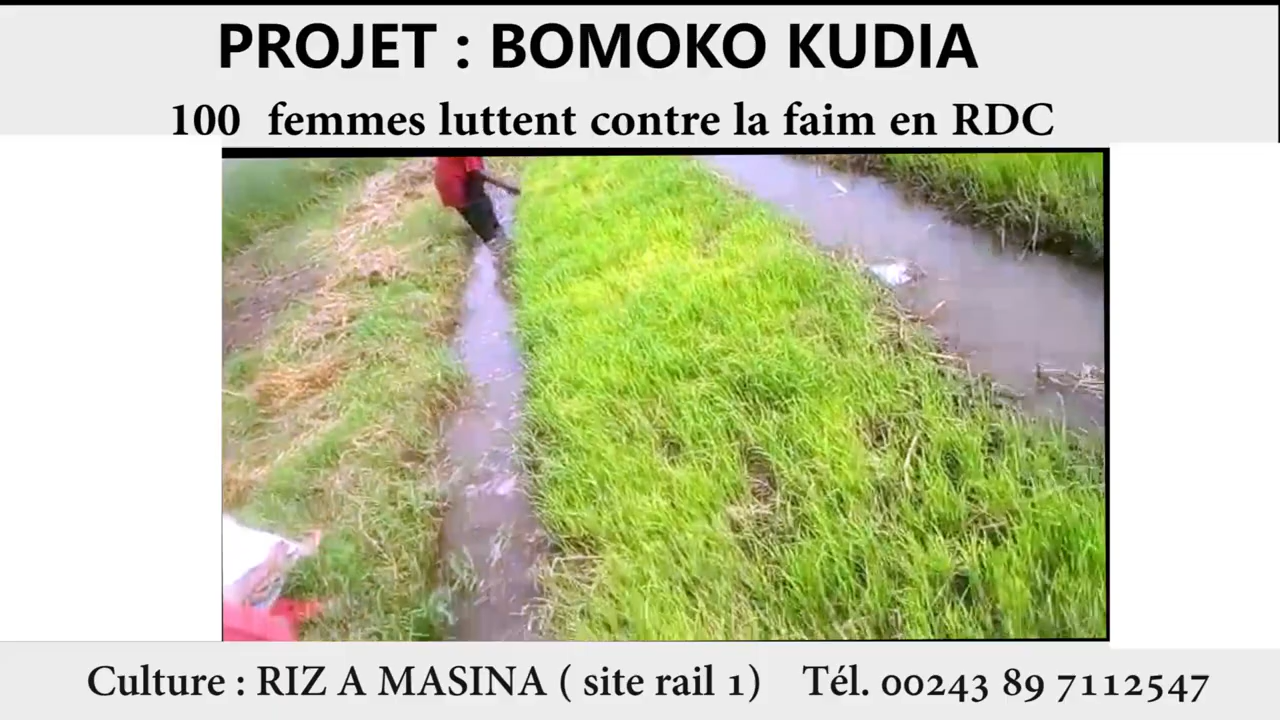 PROJET : BOMOKO KUDIA
100 femmes luttent contre la faim en RDC
Culture : RIZ A MASINA ( site rail 1) Tél. 00243 89 7112547